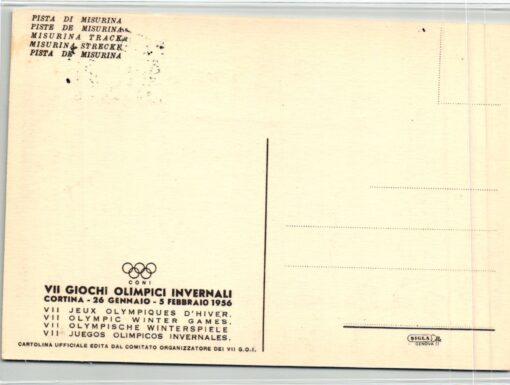 PISTA DI MISURINA
PISTE DE MISURINA
MISURINA TRACK
MISURINA STRECKE
PISTA DE MISURINA
CONI
VII GIOCHI OLIMPICI INVERNALI
CORTINA - 26 GENNAIO - 5 FEBBRAIO 1956
VII JEUX OLYMPIQUES D'HIVER.
VII OLYMPIC WINTER GAMES.
VII OLYMPISCHE WINTERSPIELE
VII JUEGOS OLIMPICOS INVERNALES.
CARTOLINA UFFICIALE EDITA DAL COMITATO ORGANIZZATORE DEI VII G.O.I.
SIGLA
GENOVA